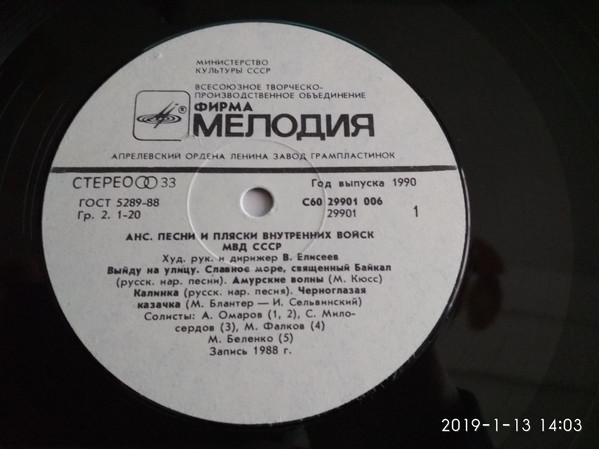 МИНИСТЕРСТВО
КУЛЬТУРЫ СССР
ВСЕСОЮЗНОЕ ТВОРЧЕСКО-
ПРОИЗВОДСТВЕННОЕ ОБЪЕДИНЕНИЕ
ФИРМА
МЕЛОДИЯ
АПРЕЛЕВСКИЙ ОРДЕНА ЛЕНИНА ЗАВОД ГРАМПЛАСТИНОК
СТЕРЕО 33
Год выпуска 1990
ГОСТ 5289-88
С60 29901 006
Гр. 2. 1-20
29901
1
АНС. ПЕСНИ И ПЛЯСКИ ВНУТРЕННИХ ВОЙСК
МВД СССР
Худ. рук. и дирижер В. Елисеев
Выйду на улицу. Славное море, священный Байкал
(русск. нар. песни). Амурские волны (М. Кюсс)
Калинка (русск. нар. песня). Черноглазая
казачка (М. Блантер — И. Сельвинский)
Солисты: А. Омаров (1, 2), С. Мило-
сердов (3), М. Фалков (4)
М. Беленко (5)
Запись 1988 г.
2019-1-13 14:03